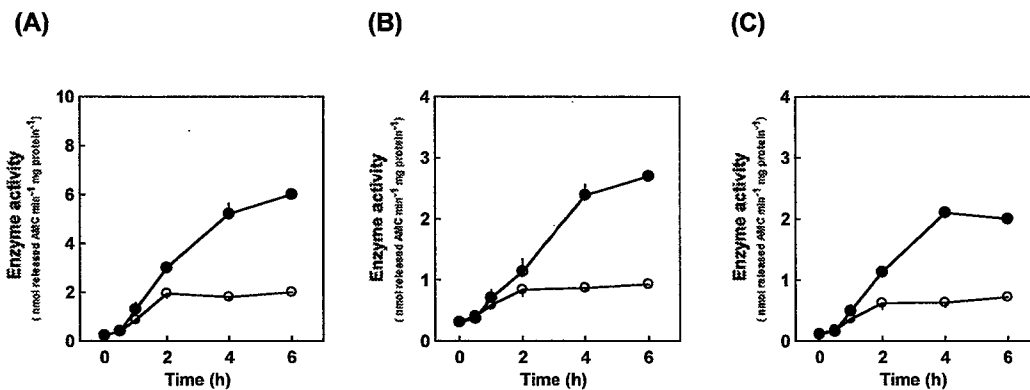 (A)
(B)
(C)
Enzyme activity
( nmol released AMC min-1 mg protein-1)
10
8
6
4
2
0
0 2 4 6
Time (h)
Enzyme activity
( nmol released AMC min-1 mg protein-1)
4
3
2
1
0
0 2 4 6
Time (h)
Enzyme activity
( nmol released AMC min-1 mg protein-1)
4
3
2
1
0
0 2 4 6
Time (h)